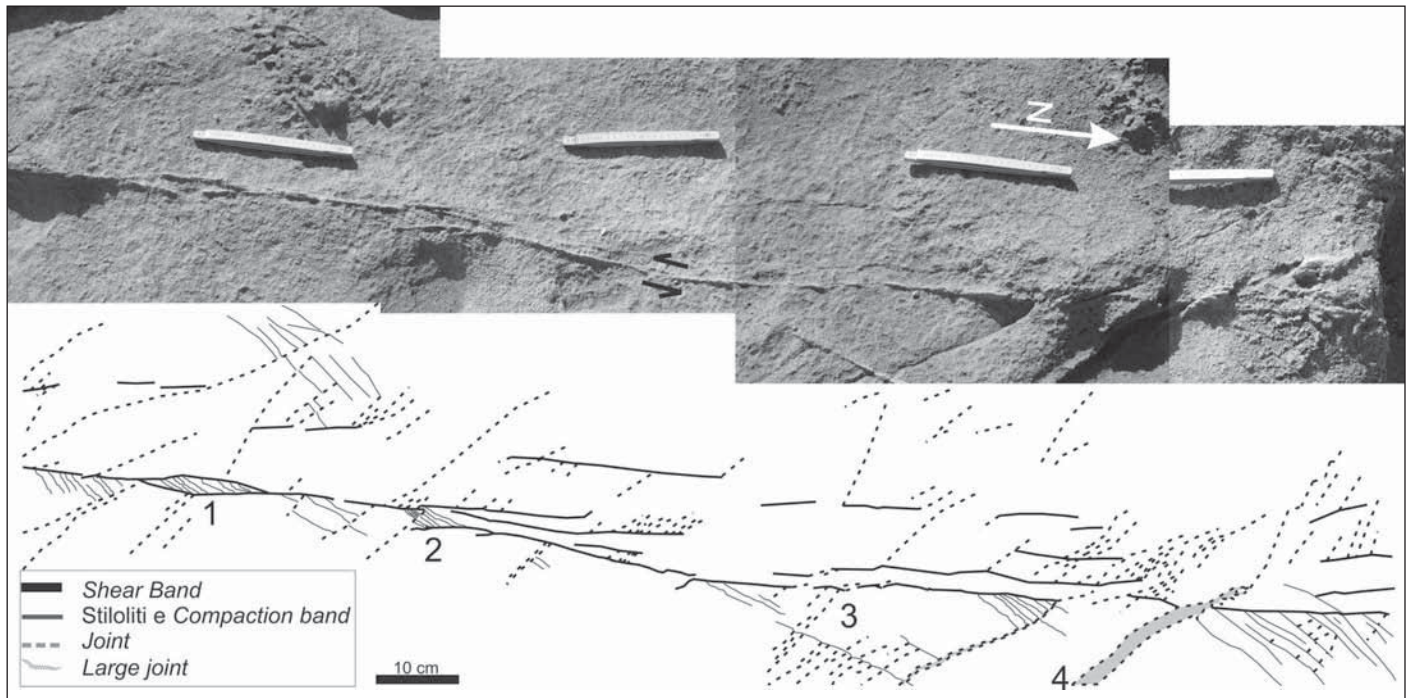 N
1
2
3
4
Shear Band
Stiloliti e Compaction band
Joint
Large joint
10 cm